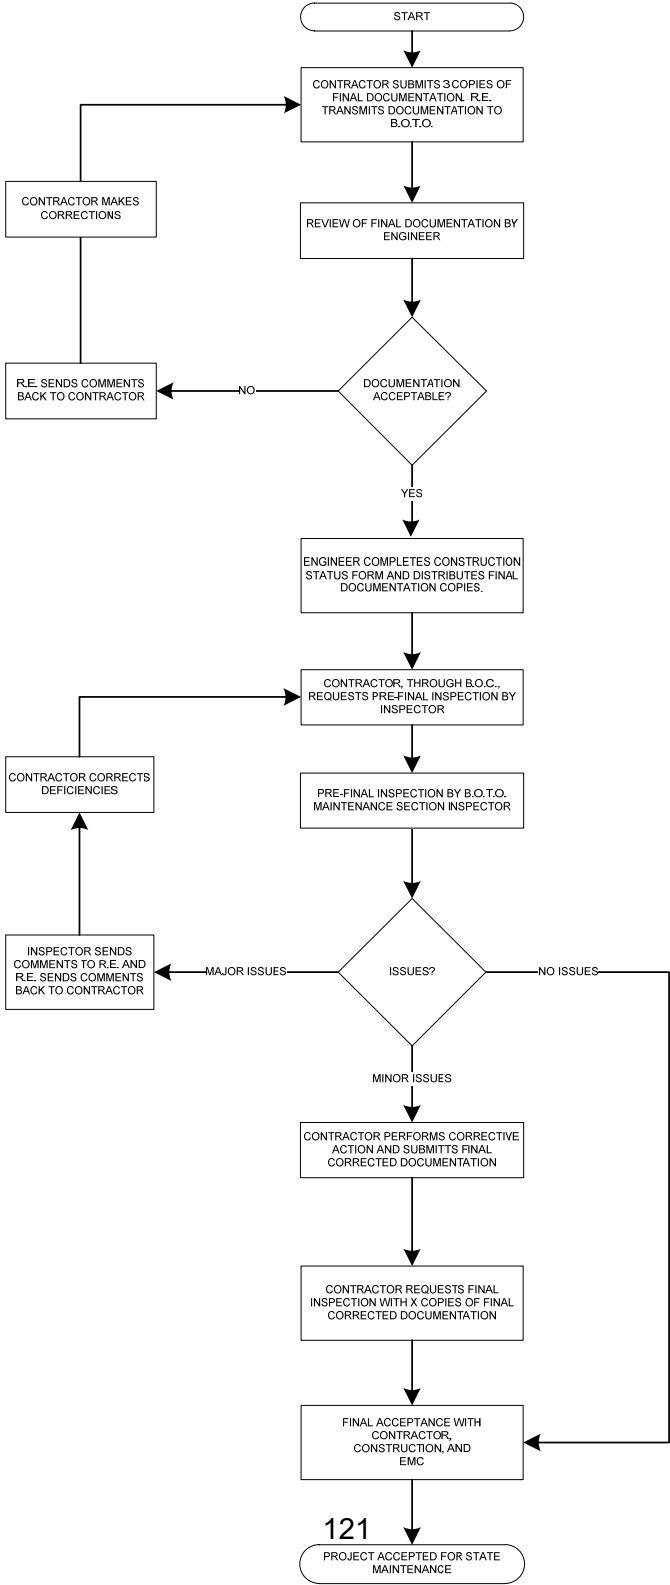 START
CONTRACTOR SUBMITS 3 COPIES OF
FINAL DOCUMENTATION. R.E.
TRANSMITS DOCUMENTATION TO
B.O.T.O.
CONTRACTOR MAKES
CORRECTIONS
REVIEW OF FINAL DOCUMENTATION BY
ENGINEER
R.E. SENDS COMMENTS
BACK TO CONTRACTOR
NO
DOCUMENTATION
ACCEPTABLE?
YES
ENGINEER COMPLETES CONSTRUCTION
STATUS FORM AND DISTRIBUTES FINAL
DOCUMENTATION COPIES.
CONTRACTOR, THROUGH B.O.C.,
REQUESTS PRE-FINAL INSPECTION BY
INSPECTOR
CONTRACTOR CORRECTS
DEFICIENCIES
PRE-FINAL INSPECTION BY B.O.T.O.
MAINTENANCE SECTION INSPECTOR
INSPECTOR SENDS
COMMENTS TO R.E. AND
R.E. SENDS COMMENTS
BACK TO CONTRACTOR
MAJOR ISSUES
ISSUES?
NO ISSUES
MINOR ISSUES
CONTRACTOR PERFORMS CORRECTIVE
ACTION AND SUBMITTS FINAL
CORRECTED DOCUMENTATION
CONTRACTOR REQUESTS FINAL
INSPECTION WITH X COPIES OF FINAL
CORRECTED DOCUMENTATION
FINAL ACCEPTANCE WITH
CONTRACTOR,
CONSTRUCTION, AND
EMC
121
PROJECT ACCEPTED FOR STATE
MAINTENANCE